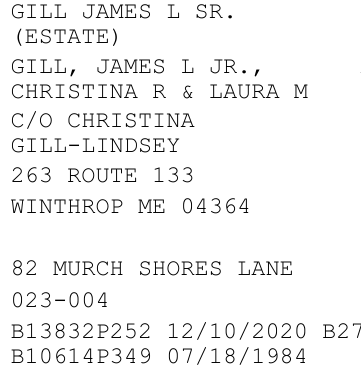 GILL JAMES L SR.
(ESTATE)
GILL, JAMES L JR.,
CHRISTINA R & LAURA M
C/O CHRISTINA
GILL-LINDSEY
263 ROUTE 133
WINTHROP ME 04364
82 MURCH SHORES LANE
023-004
B13832P252 12/10/2020 B27
B10614P349 07/18/1984